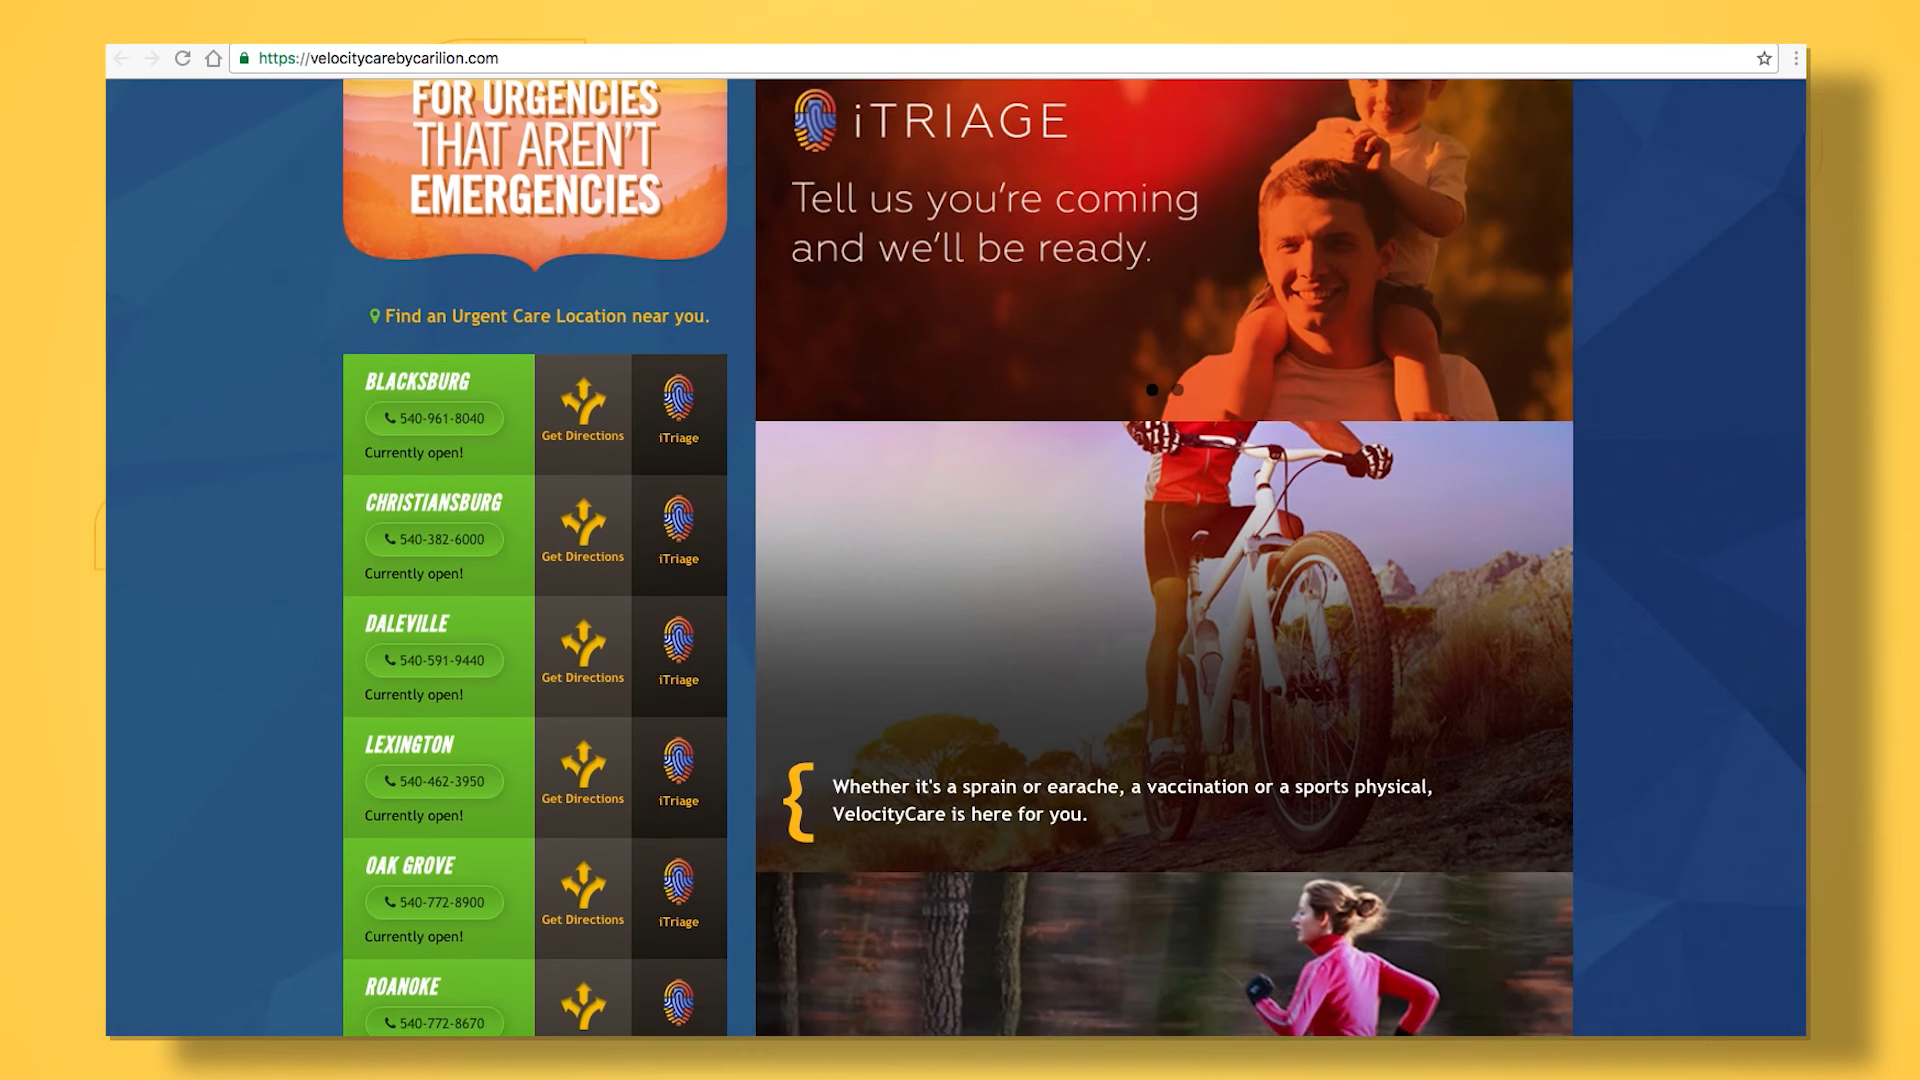 https://velocitycarebycarilion.com
FOR URGENCIES
THAT AREN'T
EMERGENCIES
Find an Urgent Care Location near you.
BLACKSBURG
540-961-8040
Currently open!
Get Directions
iTriage
CHRISTIANSBURG
540-382-6000
Currently open!
Get Directions
iTriage
DALEVILLE
540-591-9440
Currently open!
Get Directions
iTriage
LEXINGTON
540-462-3950
Currently open!
Get Directions
iTriage
OAK GROVE
540-772-8900
Currently open!
Get Directions
iTriage
ROANOKE
540-772-8670
iTRIAGE
Tell us you're coming
and we'll be ready.
Whether it's a sprain or earache, a vaccination or a sports physical,
VelocityCare is here for you.